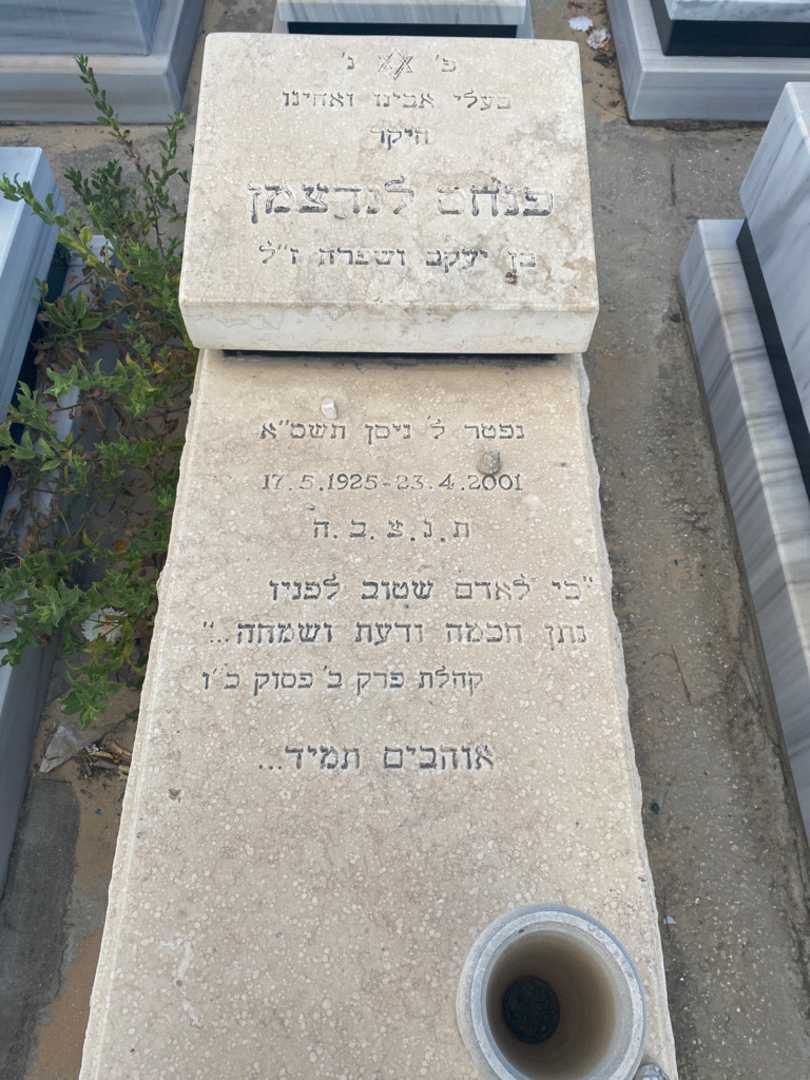 פ' נ'
בעלי אבינו ואחינו
היקר
פנחס לנדצמן
בן יעקב ושפרה ז"ל
נפטר ל' ניסן תשס"א
17.5.1925-23.4.2001
ת.נ.צ.ב.ה
"כי לאדם שטוב לפניו
נתן חכמה ודעת ושמחה..."
קהלת פרק ב' פסוק כ"ו
אוהבים תמיד...